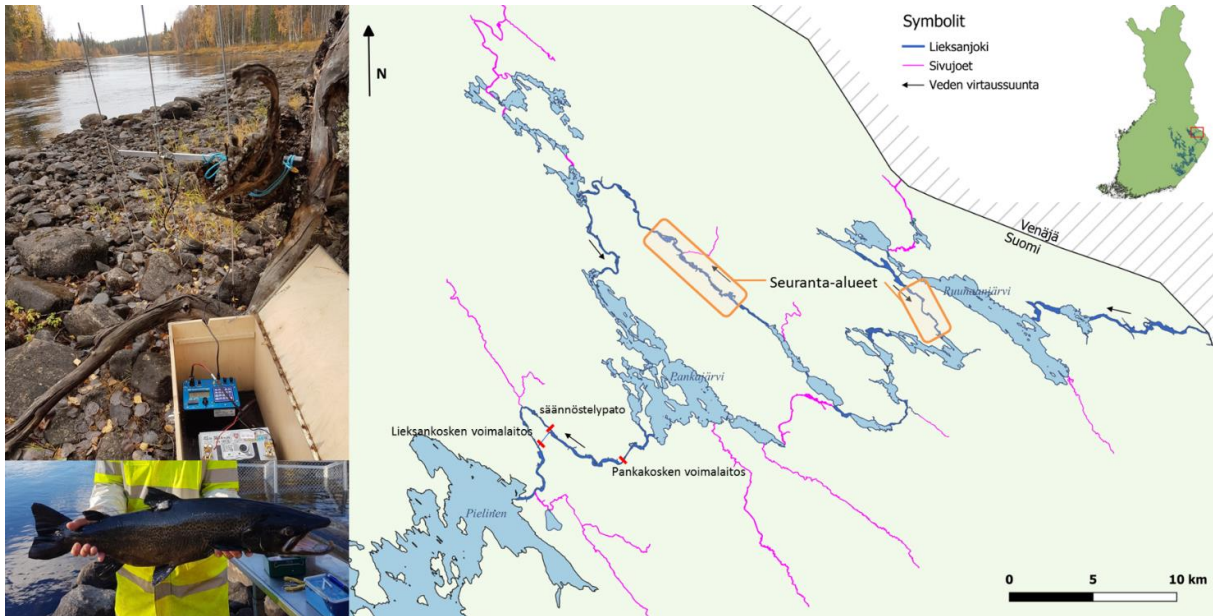 Symbolit
Lieksanjoki
Sivujoet
Veden virtaussuunta
N
Venäjä
Suomi
Seuranta-alueet
Ruunaanjärvi
Pankajärvi
säännöstelypato
Lieksankosken voimalaitos
Pankakosken voimalaitos
Pielinen
0 5 10 km